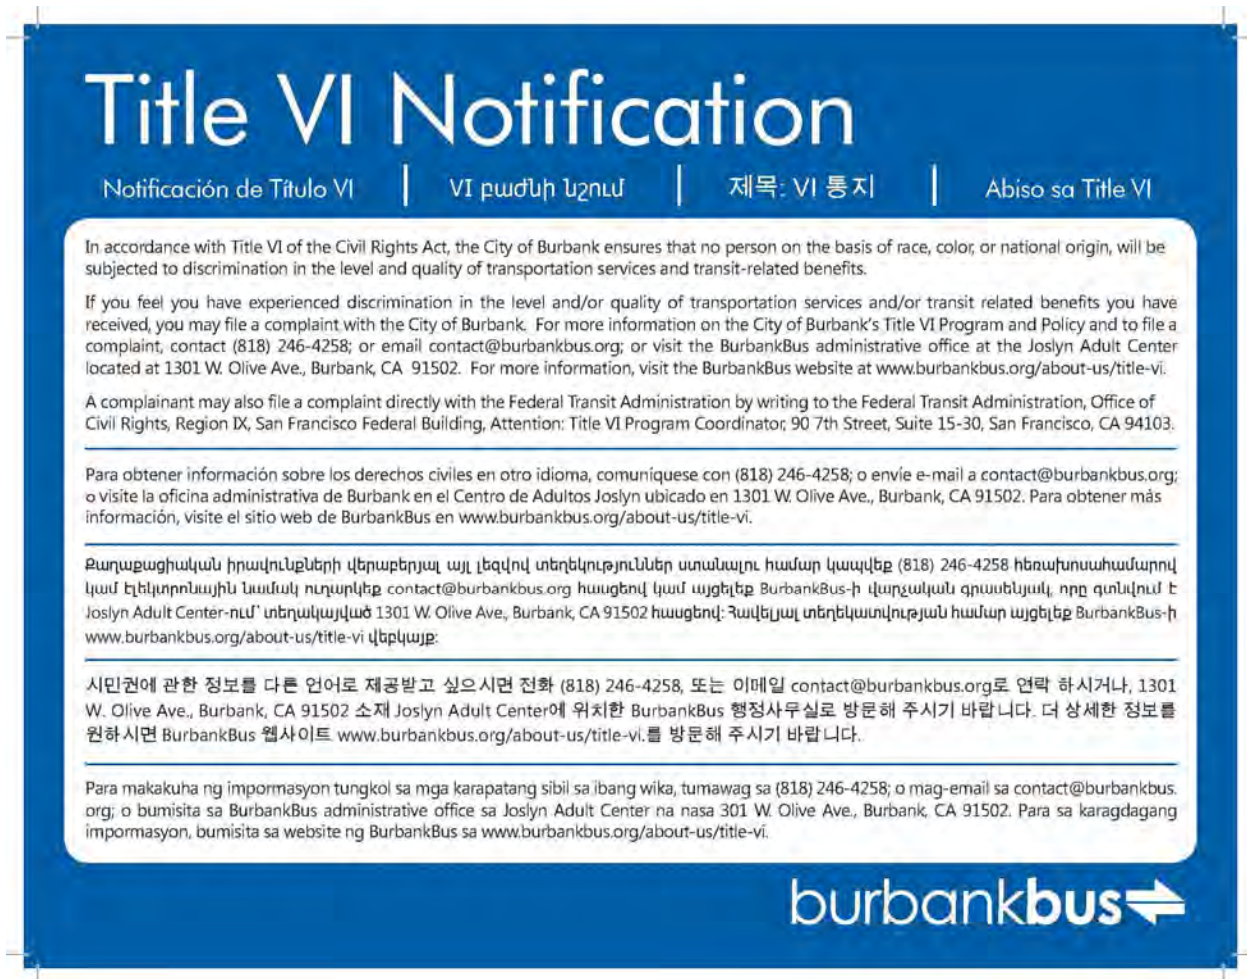 Title VI Notification
Notificación de Título VI | VI բաժնի նշում | 제목: VI 통지 | Abiso sa Title VI
In accordance with Title VI of the Civil Rights Act, the City of Burbank ensures that no person on the basis of race, color, or national origin, will be
subjected to discrimination in the level and quality of transportation services and transit-related benefits.
If you feel you have experienced discrimination in the level and/or quality of transportation services and/or transit related benefits you have
received, you may file a complaint with the City of Burbank. For more information on the City of Burbank's Title VI Program and Policy and to file a
complaint, contact (818) 246-4258; or email contact@burbankbus.org; or visit the BurbankBus administrative office at the Joslyn Adult Center
located at 1301 W. Olive Ave., Burbank, CA 91502. For more information, visit the BurbankBus website at www.burbankbus.org/about-us/title-vi.
A complainant may also file a complaint directly with the Federal Transit Administration by writing to the Federal Transit Administration, Office of
Civil Rights, Region IX, San Francisco Federal Building, Attention: Title VI Program Coordinator, 90 7th Street, Suite 15-30, San Francisco, CA 94103.
Para obtener información sobre los derechos civiles en otro idioma, comuníquese con (818) 246-4258; o envíe e-mail a contact@burbankbus.org;
o visite la oficina administrativa de Burbank en el Centro de Adultos Joslyn ubicado en 1301 W. Olive Ave., Burbank, CA 91502. Para obtener más
información, visite el sitio web de BurbankBus en www.burbankbus.org/about-us/title-vi.
Քաղաքացիական իրավունքների վերաբերյալ այլ լեզվով տեղեկություններ ստանալու համար կապվեք (818) 246-4258 հեռախոսահամարով
կամ էլեկտրոնային նամակ ուղարկեք contact@burbankbus.org հասցեով կամ այցելեք BurbankBus-ի վարչական գրասենյակ, որը գտնվում է
Joslyn Adult Center-ում՝ տեղակայված 1301 W. Olive Ave., Burbank, CA 91502 հասցեով: Հավելյալ տեղեկատվության համար այցելեք BurbankBus-ի
www.burbankbus.org/about-us/title-vi վեբկայք:
시민권에 관한 정보를 다른 언어로 제공받고 싶으시면 전화 (818) 246-4258, 또는 이메일 contact@burbankbus.org로 연락 하시거나, 1301
W. Olive Ave., Burbank, CA 91502 소재 Joslyn Adult Center에 위치한 BurbankBus 행정사무실로 방문해 주시기 바랍니다. 더 상세한 정보를
원하시면 BurbankBus 웹사이트 www.burbankbus.org/about-us/title-vi.를 방문해 주시기 바랍니다.
Para makakuha ng impormasyon tungkol sa mga karapatang sibil sa ibang wika, tumawag sa (818) 246-4258; o mag-email sa contact@burbankbus.
org; o bumisita sa BurbankBus administrative office sa Joslyn Adult Center na nasa 301 W. Olive Ave., Burbank, CA 91502. Para sa karagdagang
impormasyon, bumisita sa website ng BurbankBus sa www.burbankbus.org/about-us/title-vi.
burbankbus